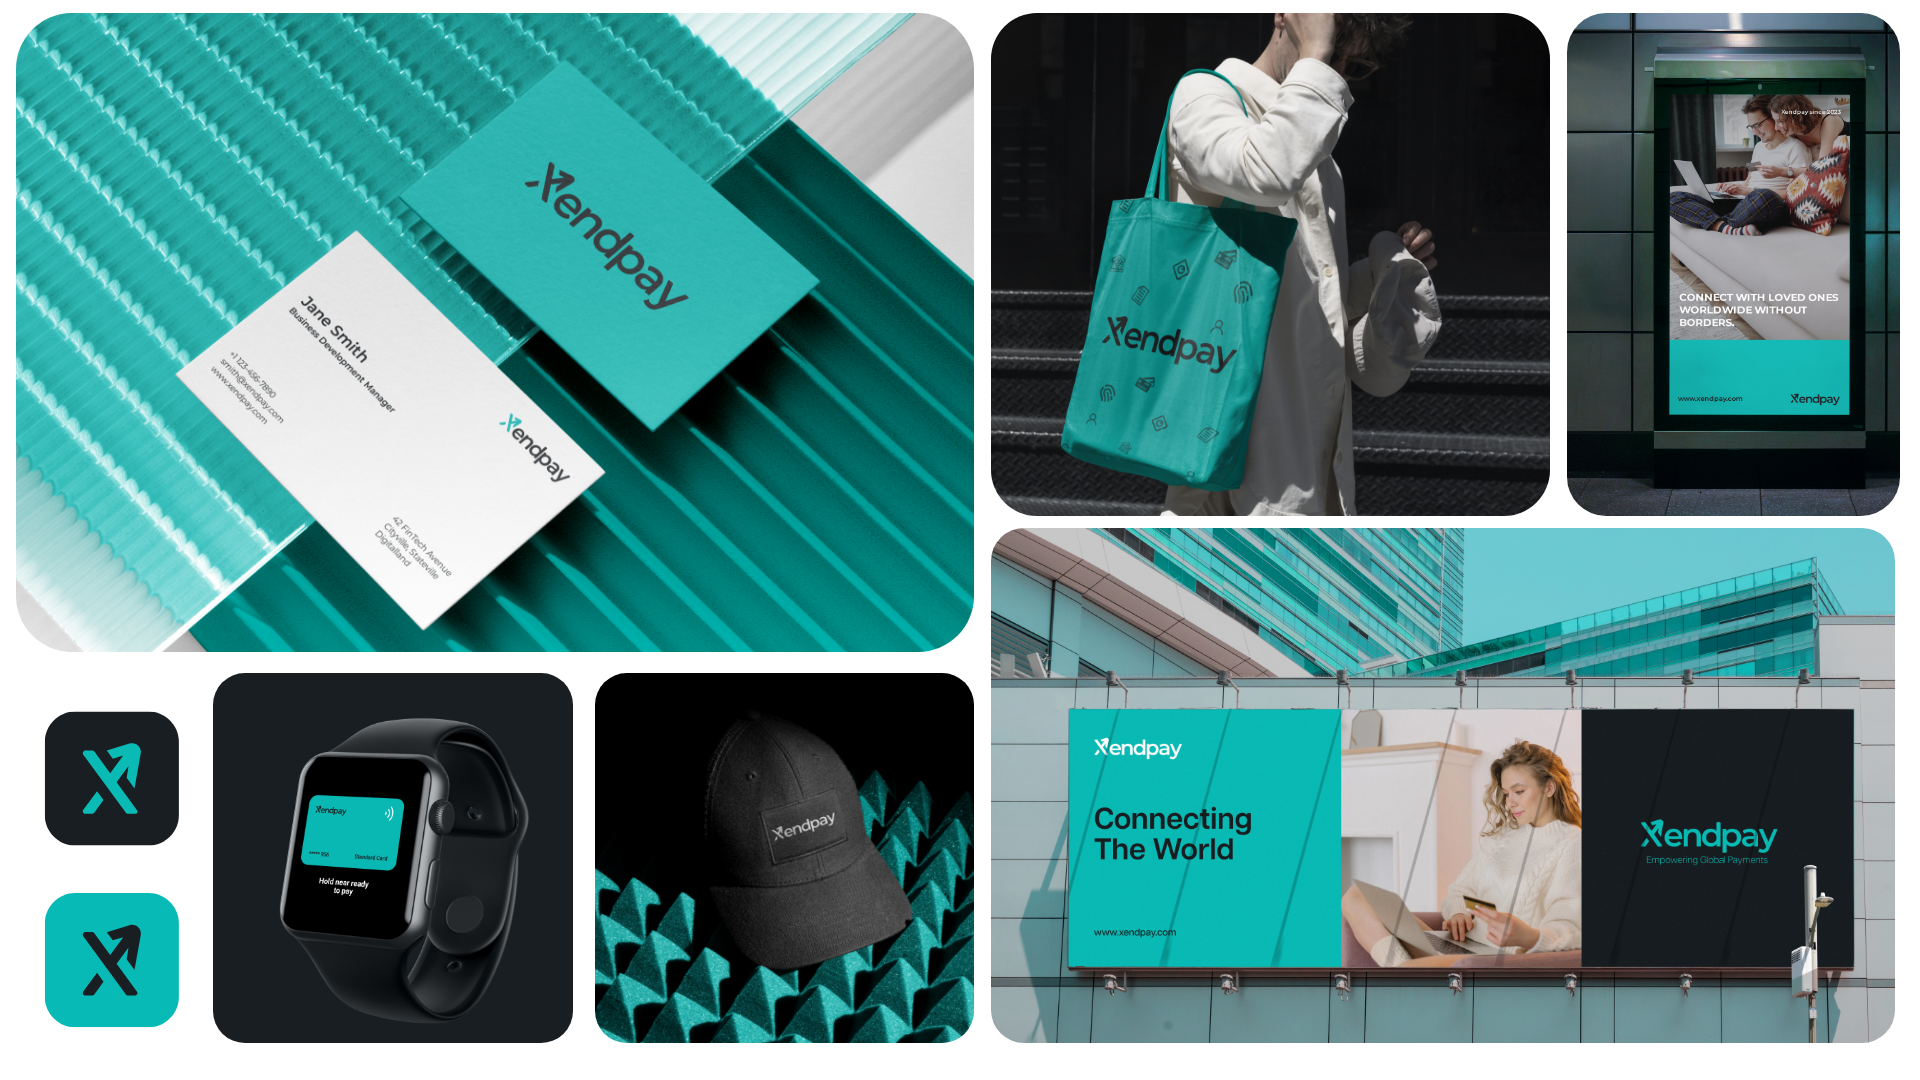 Xendpay
Jane Smith
Business Development Manager
+1 123-456-7890
smith@xendpay.com
www.xendpay.com
Xendpay
42 FinTech Avenue
Cityville, Stateville
Digitalland
Xendpay
Xendpay since 2023
CONNECT WITH LOVED ONES
WORLDWIDE WITHOUT
BORDERS.
www.xendpay.com
Xendpay
X
X
Xendpay
Standard Card
Hold near ready
to pay
Xendpay
Xendpay
Connecting
The World
www.xendpay.com
Xendpay
Empowering Global Payments